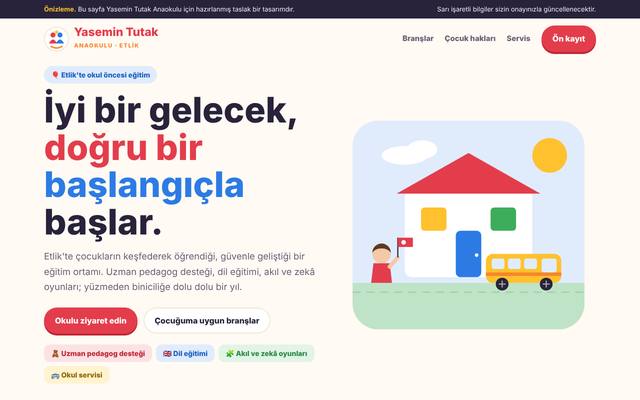 Önizleme. Bu sayfa Yasemin Tutak Anaokulu için hazırlanmış taslak bir tasarımdır.
Sarı işaretli bilgiler sizin onayınızla güncellenecektir.
Yasemin Tutak
ANAOKULU · ETLİK
Branşlar
Çocuk hakları
Servis
Ön kayıt
Etlik'te okul öncesi eğitim
İyi bir gelecek,
doğru bir
başlangıçla
başlar.
Etlik'te çocukların keşfederek öğrendiği, güvenle geliştiği bir
eğitim ortamı. Uzman pedagog desteği, dil eğitimi, akıl ve zekâ
oyunları; yüzmeden biniciliğe dolu dolu bir yıl.
Okulu ziyaret edin
Çocuğuma uygun branşlar
Uzman pedagog desteği
Dil eğitimi
Akıl ve zekâ oyunları
Okul servisi